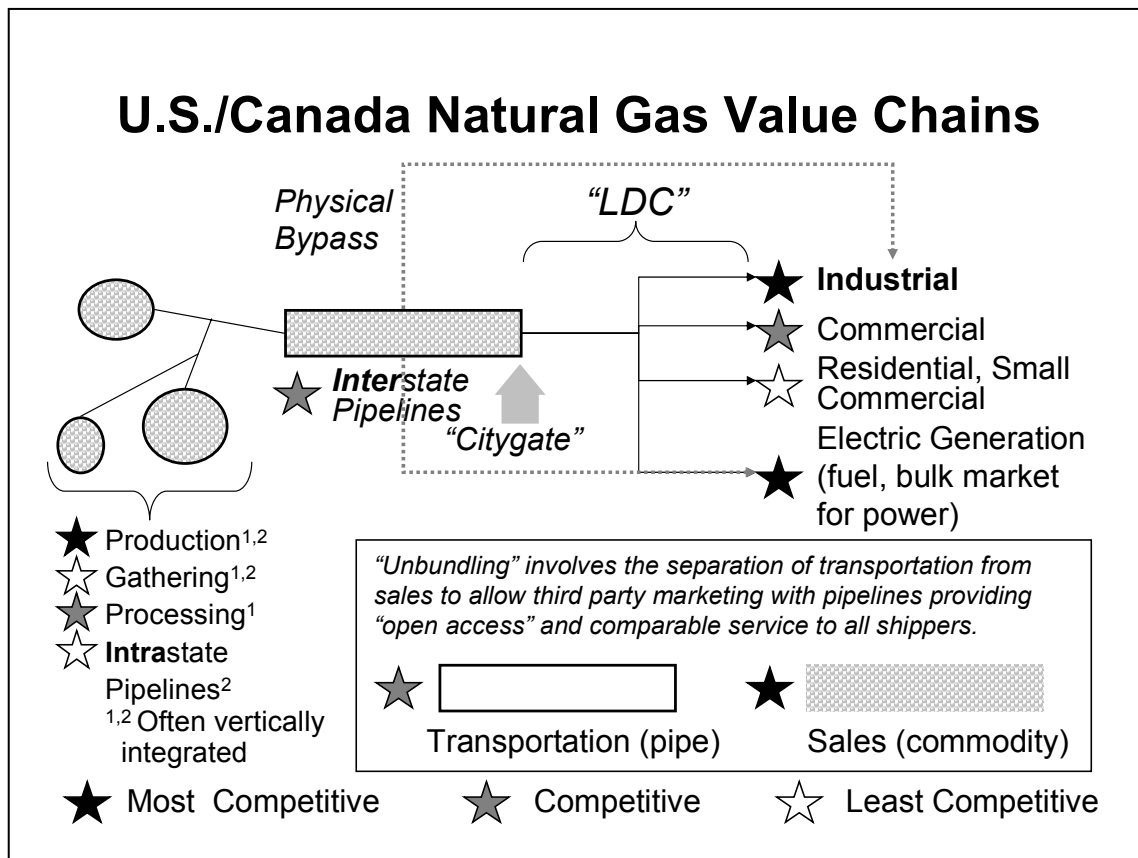 U.S./Canada Natural Gas Value Chains
Physical
Bypass
“LDC”
Industrial
Commercial
Residential, Small
Commercial
Electric Generation
(fuel, bulk market
for power)
Interstate
Pipelines
“Citygate”
Production1,2
Gathering1,2
Processing1
Intrastate
Pipelines2
1,2 Often vertically
integrated
“Unbundling” involves the separation of transportation from
sales to allow third party marketing with pipelines providing
“open access” and comparable service to all shippers.
Transportation (pipe)
Sales (commodity)
Most Competitive
Competitive
Least Competitive